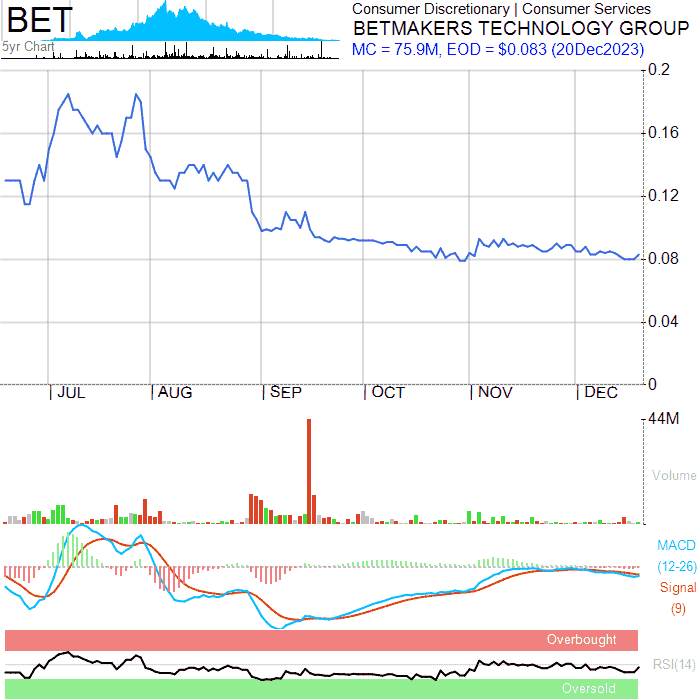 BET
5yr Chart
Consumer Discretionary | Consumer Services
BETMAKERS TECHNOLOGY GROUP
MC = 75.9M, EOD = $0.083 (20Dec2023)
0.2
0.16
0.12
0.08
0.04
0
JUL AUG SEP OCT NOV DEC
44M
Volume
MACD
(12-26)
Signal
(9)
Overbought
RSI(14)
Oversold